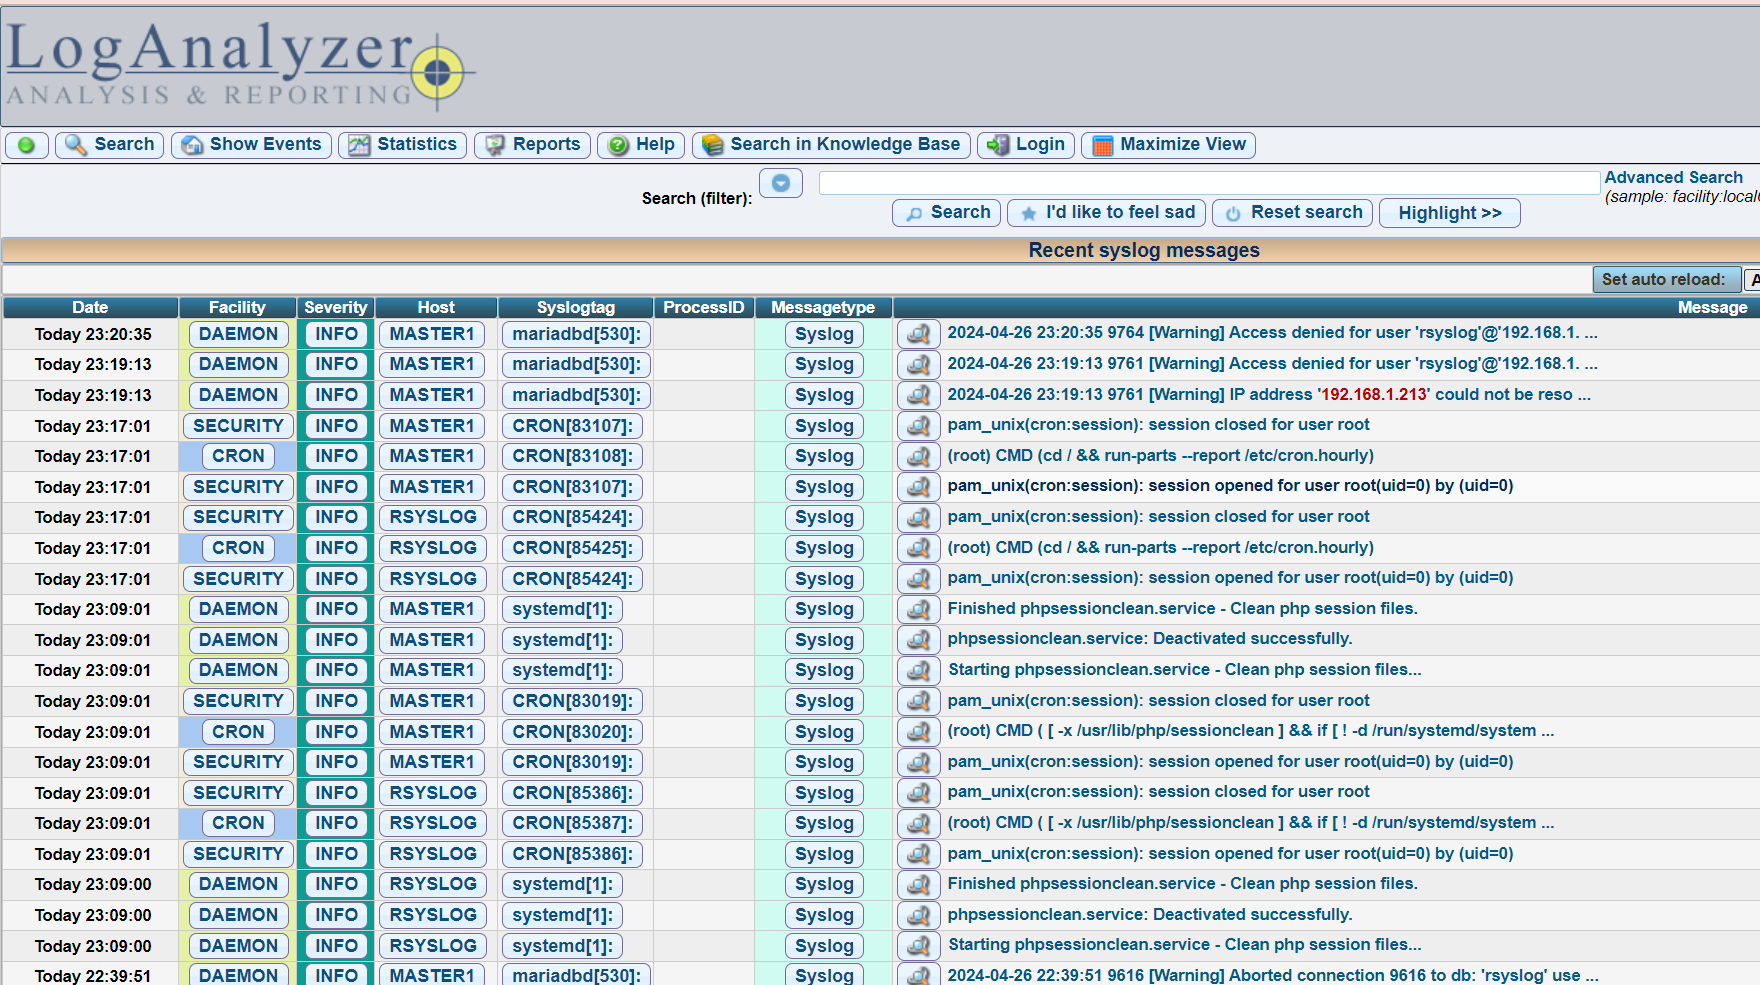 LogAnalyzer
ANALYSIS & REPORTING
Search Show Events Statistics Reports Help Search in Knowledge Base Login Maximize View
Search (filter): Advanced Search
(sample: facility:local
Search I'd like to feel sad Reset search Highlight >>
Recent syslog messages
Set auto reload:
Date Facility Severity Host Syslogtag ProcessID Messagetype Message
Today 23:20:35 DAEMON INFO MASTER1 mariadbd[530]: Syslog 2024-04-26 23:20:35 9764 [Warning] Access denied for user 'rsyslog'@'192.168.1. ...
Today 23:19:13 DAEMON INFO MASTER1 mariadbd[530]: Syslog 2024-04-26 23:19:13 9761 [Warning] Access denied for user 'rsyslog'@'192.168.1. ...
Today 23:19:13 DAEMON INFO MASTER1 mariadbd[530]: Syslog 2024-04-26 23:19:13 9761 [Warning] IP address '192.168.1.213' could not be reso ...
Today 23:17:01 SECURITY INFO MASTER1 CRON[83107]: Syslog pam_unix(cron:session): session closed for user root
Today 23:17:01 CRON INFO MASTER1 CRON[83108]: Syslog (root) CMD (cd / && run-parts --report /etc/cron.hourly)
Today 23:17:01 SECURITY INFO MASTER1 CRON[83107]: Syslog pam_unix(cron:session): session opened for user root(uid=0) by (uid=0)
Today 23:17:01 SECURITY INFO RSYSLOG CRON[85424]: Syslog pam_unix(cron:session): session closed for user root
Today 23:17:01 CRON INFO RSYSLOG CRON[85425]: Syslog (root) CMD (cd / && run-parts --report /etc/cron.hourly)
Today 23:17:01 SECURITY INFO RSYSLOG CRON[85424]: Syslog pam_unix(cron:session): session opened for user root(uid=0) by (uid=0)
Today 23:09:01 DAEMON INFO MASTER1 systemd[1]: Syslog Finished phpsessionclean.service - Clean php session files.
Today 23:09:01 DAEMON INFO MASTER1 systemd[1]: Syslog phpsessionclean.service: Deactivated successfully.
Today 23:09:01 DAEMON INFO MASTER1 systemd[1]: Syslog Starting phpsessionclean.service - Clean php session files...
Today 23:09:01 SECURITY INFO MASTER1 CRON[83019]: Syslog pam_unix(cron:session): session closed for user root
Today 23:09:01 CRON INFO MASTER1 CRON[83020]: Syslog (root) CMD ( [ -x /usr/lib/php/sessionclean ] && if [ ! -d /run/systemd/system ...
Today 23:09:01 SECURITY INFO MASTER1 CRON[83019]: Syslog pam_unix(cron:session): session opened for user root(uid=0) by (uid=0)
Today 23:09:01 SECURITY INFO RSYSLOG CRON[85386]: Syslog pam_unix(cron:session): session closed for user root
Today 23:09:01 CRON INFO RSYSLOG CRON[85387]: Syslog (root) CMD ( [ -x /usr/lib/php/sessionclean ] && if [ ! -d /run/systemd/system ...
Today 23:09:01 SECURITY INFO RSYSLOG CRON[85386]: Syslog pam_unix(cron:session): session opened for user root(uid=0) by (uid=0)
Today 23:09:00 DAEMON INFO RSYSLOG systemd[1]: Syslog Finished phpsessionclean.service - Clean php session files.
Today 23:09:00 DAEMON INFO RSYSLOG systemd[1]: Syslog phpsessionclean.service: Deactivated successfully.
Today 23:09:00 DAEMON INFO RSYSLOG systemd[1]: Syslog Starting phpsessionclean.service - Clean php session files...
Today 22:39:51 DAEMON INFO MASTER1 mariadbd[530]: Syslog 2024-04-26 22:39:51 9616 [Warning] Aborted connection 9616 to db: 'rsyslog' use ...